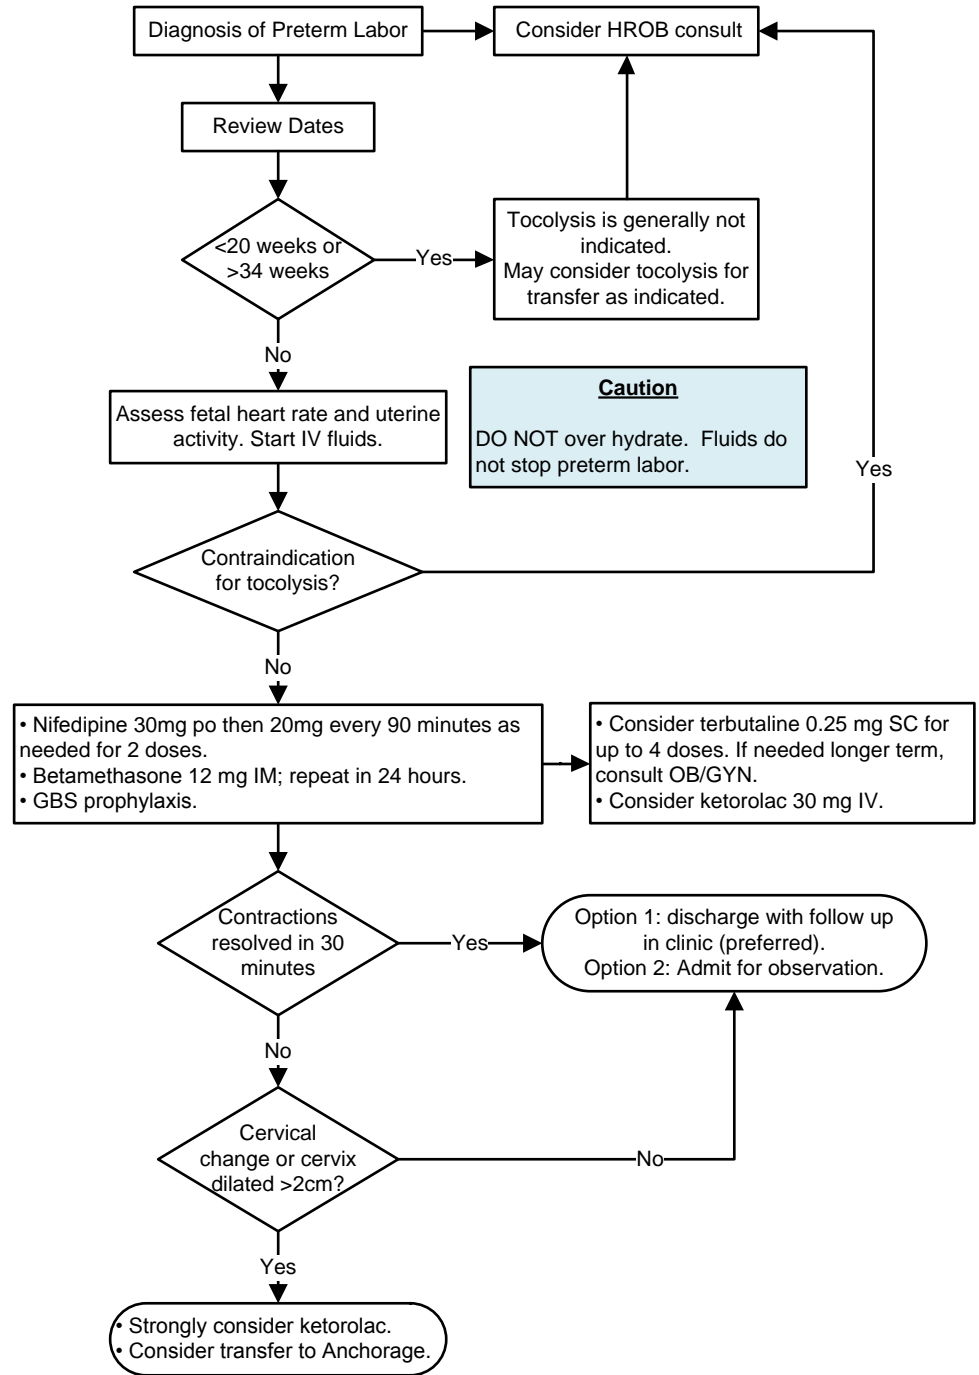 Diagnosis of Preterm Labor
Consider HROB consult
Review Dates
<20 weeks or
>34 weeks
Yes
Tocolysis is generally not
indicated.
May consider tocolysis for
transfer as indicated.
No
Assess fetal heart rate and uterine
activity. Start IV fluids.
Caution
DO NOT over hydrate.  Fluids do
not stop preterm labor.
Yes
Contraindication
for tocolysis?
No
• Nifedipine 30mg po then 20mg every 90 minutes as
needed for 2 doses.
• Betamethasone 12 mg IM; repeat in 24 hours.
• GBS prophylaxis.
• Consider terbutaline 0.25 mg SC for
up to 4 doses. If needed longer term,
consult OB/GYN.
• Consider ketorolac 30 mg IV.
Contractions
resolved in 30
minutes
Yes
Option 1: discharge with follow up
in clinic (preferred).
Option 2: Admit for observation.
No
Cervical
change or cervix
dilated >2cm?
No
Yes
• Strongly consider ketorolac.
• Consider transfer to Anchorage.